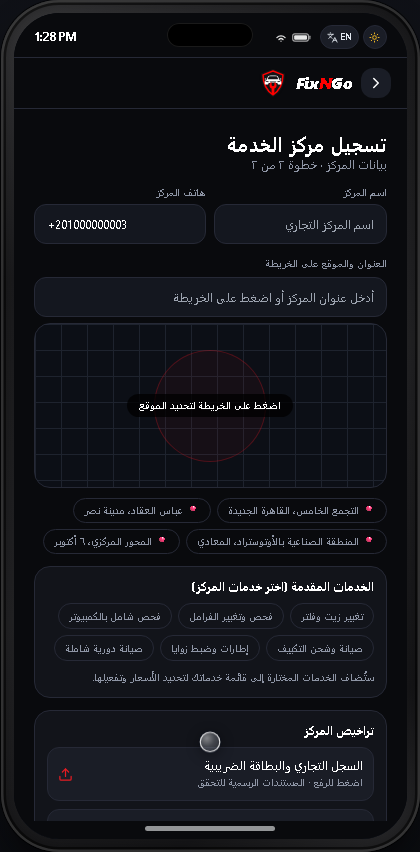 1:28 PM
EN
FixNGo
تسجيل مركز الخدمة
بيانات المركز · خطوة ٢ من ٢
اسم المركز
هاتف المركز
اسم المركز التجاري
+201000000003
العنوان والموقع على الخريطة
أدخل عنوان المركز أو اضغط على الخريطة
اضغط على الخريطة لتحديد الموقع
التجمع الخامس، القاهرة الجديدة
عباس العقاد، مدينة نصر
المنطقة الصناعية بالأوتوستراد، المعادي
المحور المركزي، ٦ أكتوبر
الخدمات المقدمة (اختر خدمات المركز)
تغيير زيت وفلتر
فحص وتغيير الفرامل
فحص شامل بالكمبيوتر
صيانة وشحن التكييف
إطارات وضبط زوايا
صيانة دورية شاملة
ستُضاف الخدمات المختارة إلى قائمة خدماتك لتحديد الأسعار وتفعيلها.
تراخيص المركز
السجل التجاري والبطاقة الضريبية
اضغط للرفع · المستندات الرسمية للتحقق